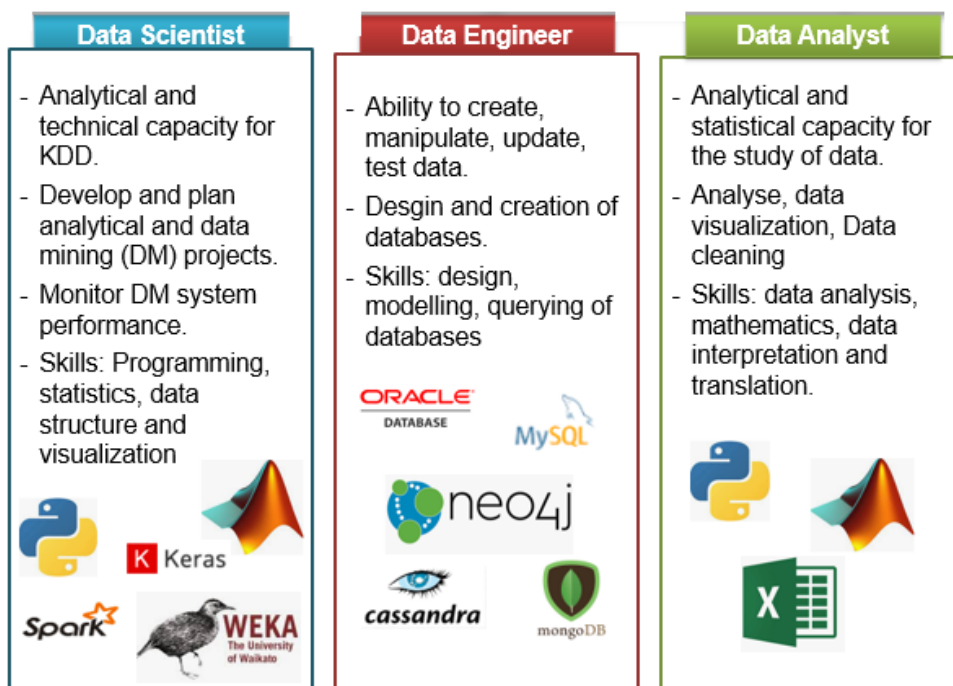 Data Scientist
- Analytical and
technical capacity for
KDD.
- Develop and plan
analytical and data
mining (DM) projects.
- Monitor DM system
performance.
- Skills: Programming,
statistics, data
structure and
visualization
K Keras
Spark
WEKA
The University
of Waikato
Data Engineer
- Ability to create,
manipulate, update,
test data.
- Desgin and creation of
databases.
- Skills: design,
modelling, querying of
databases
ORACLE®
DATABASE
MySQL
neo4j
cassandra
mongoDB
Data Analyst
- Analytical and
statistical capacity for
the study of data.
- Analyse, data
visualization, Data
cleaning
- Skills: data analysis,
mathematics, data
interpretation and
translation.
X